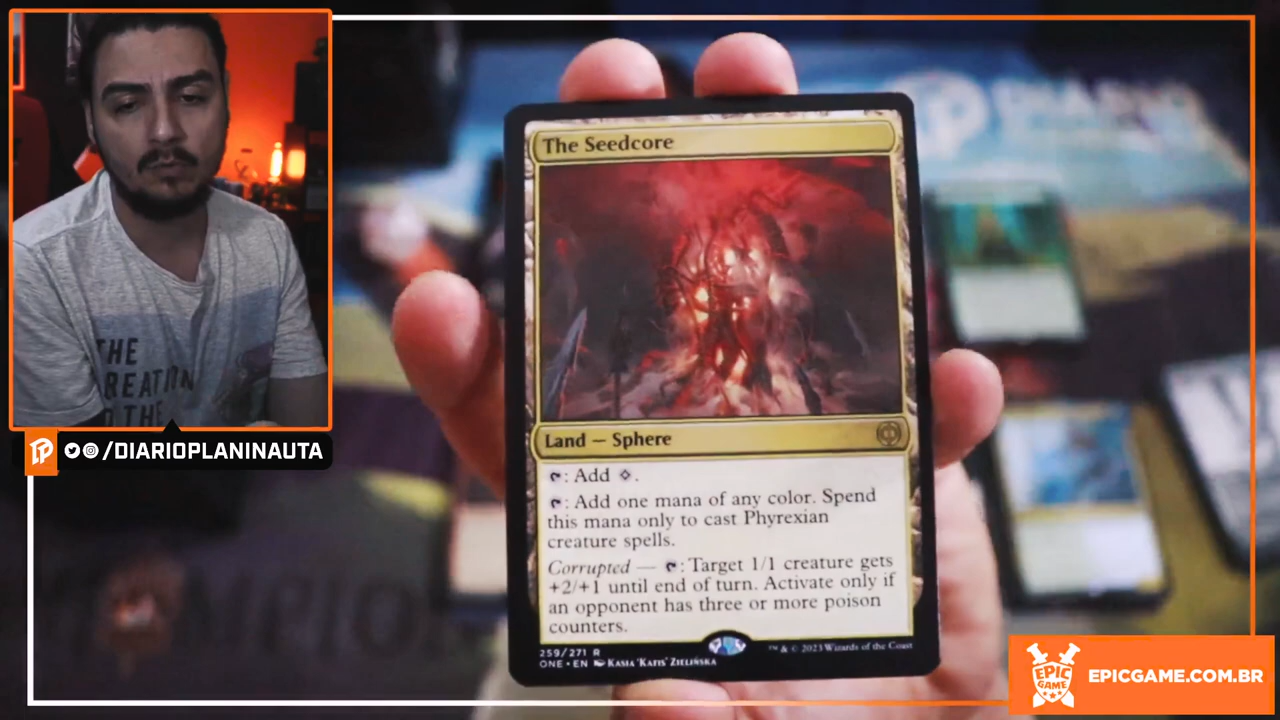 The Seedcore
Land — Sphere
: Add .
: Add one mana of any color. Spend
this mana only to cast Phyrexian
creature spells.
Corrupted — : Target 1/1 creature gets
+2/+1 until end of turn. Activate only if
an opponent has three or more poison
counters.
259/271 R
ONE • EN Kasia 'Kafis' Zielińska
™ & © 2023 Wizards of the Coast
THE
CREATION
/DIARIOPLANINAUTA
EPIC
GAME
EPICGAME.COM.BR